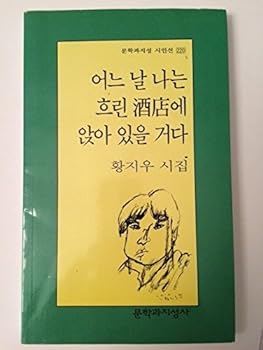 문학과지성 시인선 220
어느 날 나는
흐린 酒店에
앉아 있을 거다
황지우 시집
문학과지성사